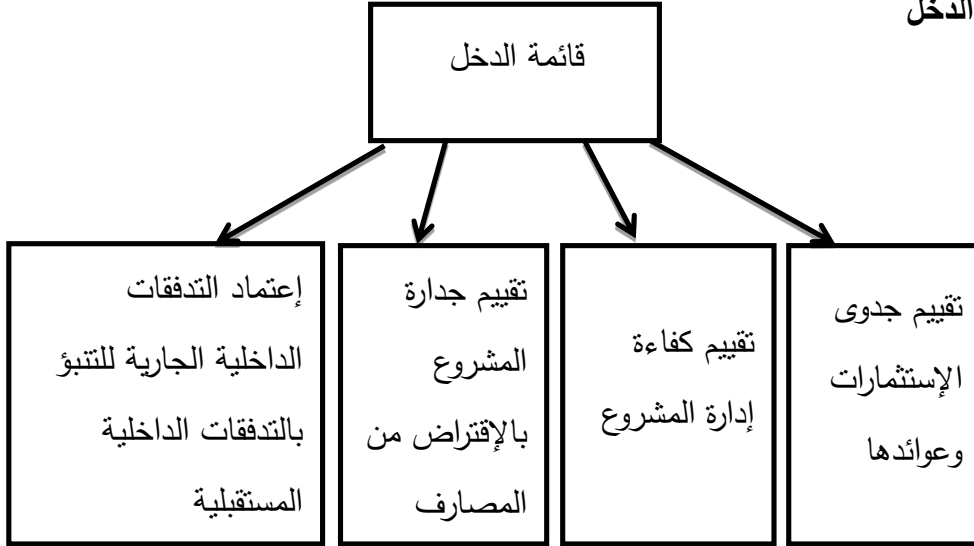 الدخل
قائمة الدخل
تقييم جدوى
الإستثمارات
وعوائدها
تقييم كفاءة
إدارة المشروع
تقييم جدارة
المشروع
بالإقتراض من
المصارف
إعتماد التدفقات
الداخلية الجارية للتنبؤ
بالتدفقات الداخلية
المستقبلية